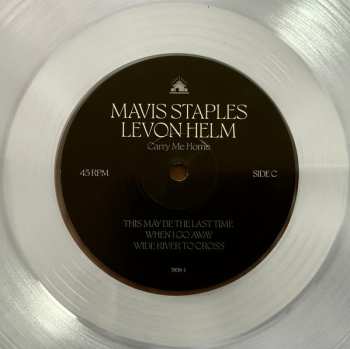 MAVIS STAPLES
LEVON HELM
Carry Me Home
45 RPM
SIDE C
THIS MAY BE THE LAST TIME
WHEN I GO AWAY
WIDE RIVER TO CROSS